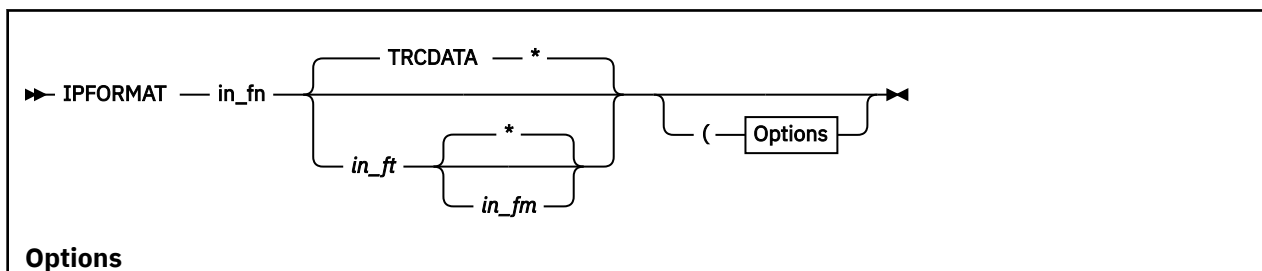 TRCDATA *
IPFORMAT in_fn
( Options
*
in_ft
in_fm
Options